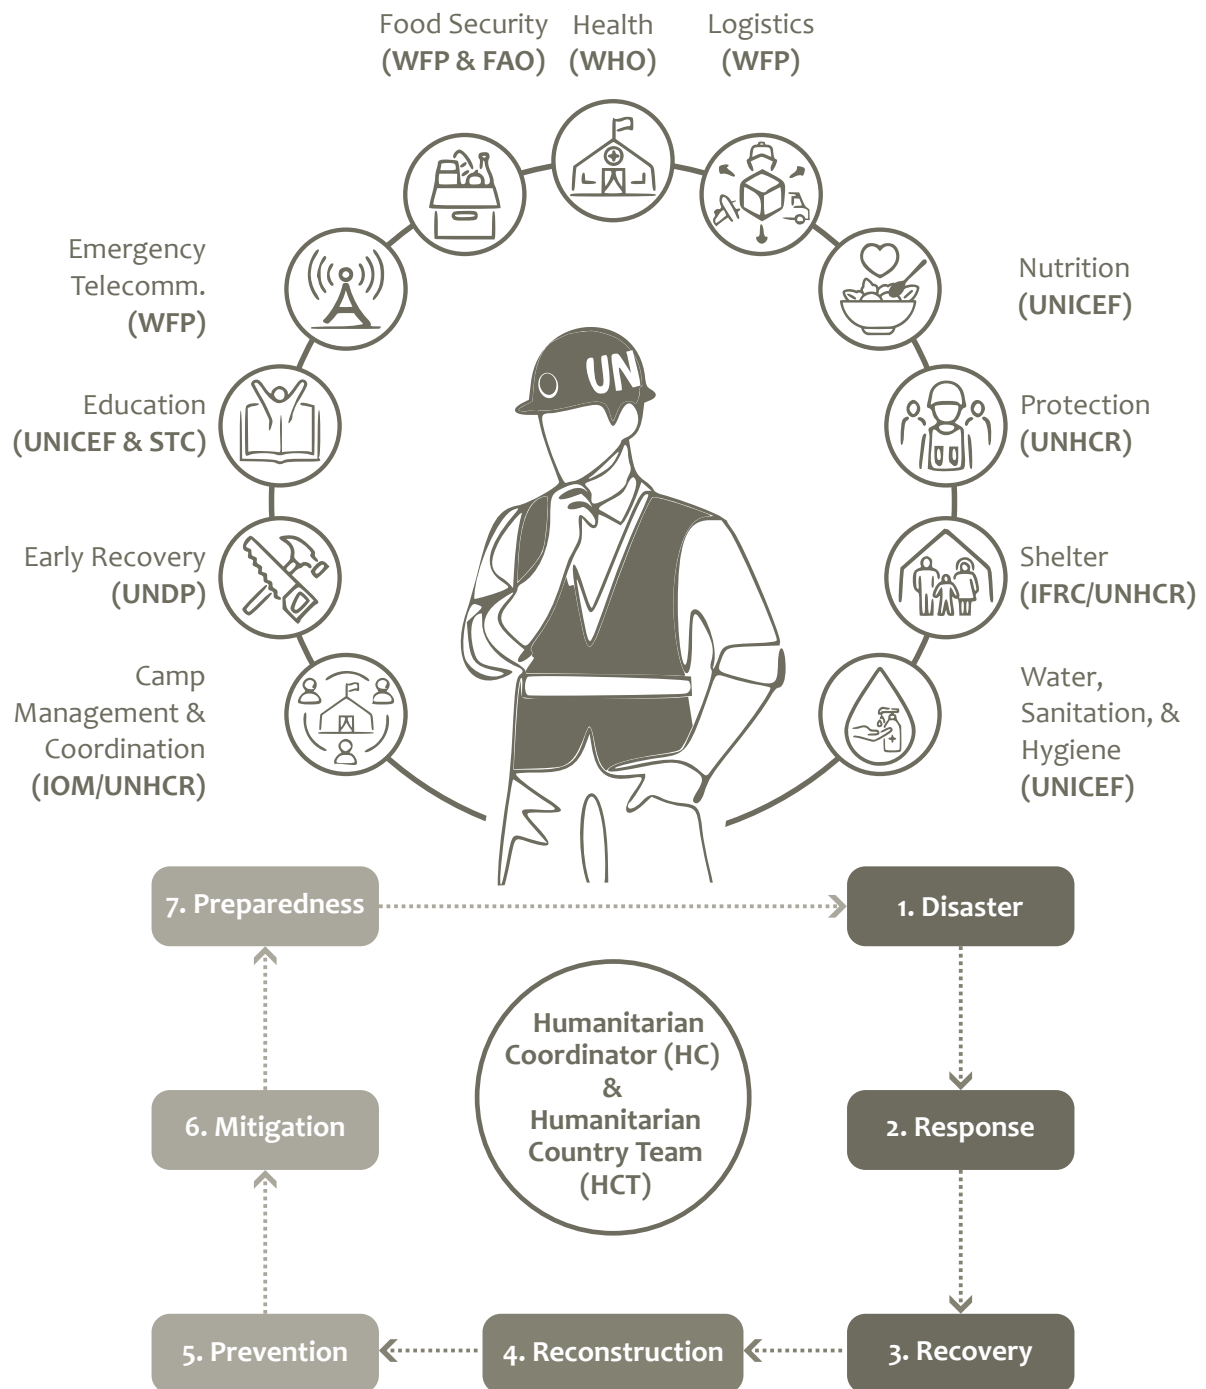 Food Security
(WFP & FAO)
Health
(WHO)
Logistics
(WFP)
Emergency
Telecomm.
(WFP)
Nutrition
(UNICEF)
Education
(UNICEF & STC)
Protection
(UNHCR)
Early Recovery
(UNDP)
Shelter
(IFRC/UNHCR)
Camp
Management &
Coordination
(IOM/UNHCR)
Water,
Sanitation, &
Hygiene
(UNICEF)
UN
7. Preparedness
1. Disaster
Humanitarian
Coordinator (HC)
&
Humanitarian
Country Team
(HCT)
6. Mitigation
2. Response
5. Prevention
4. Reconstruction
3. Recovery